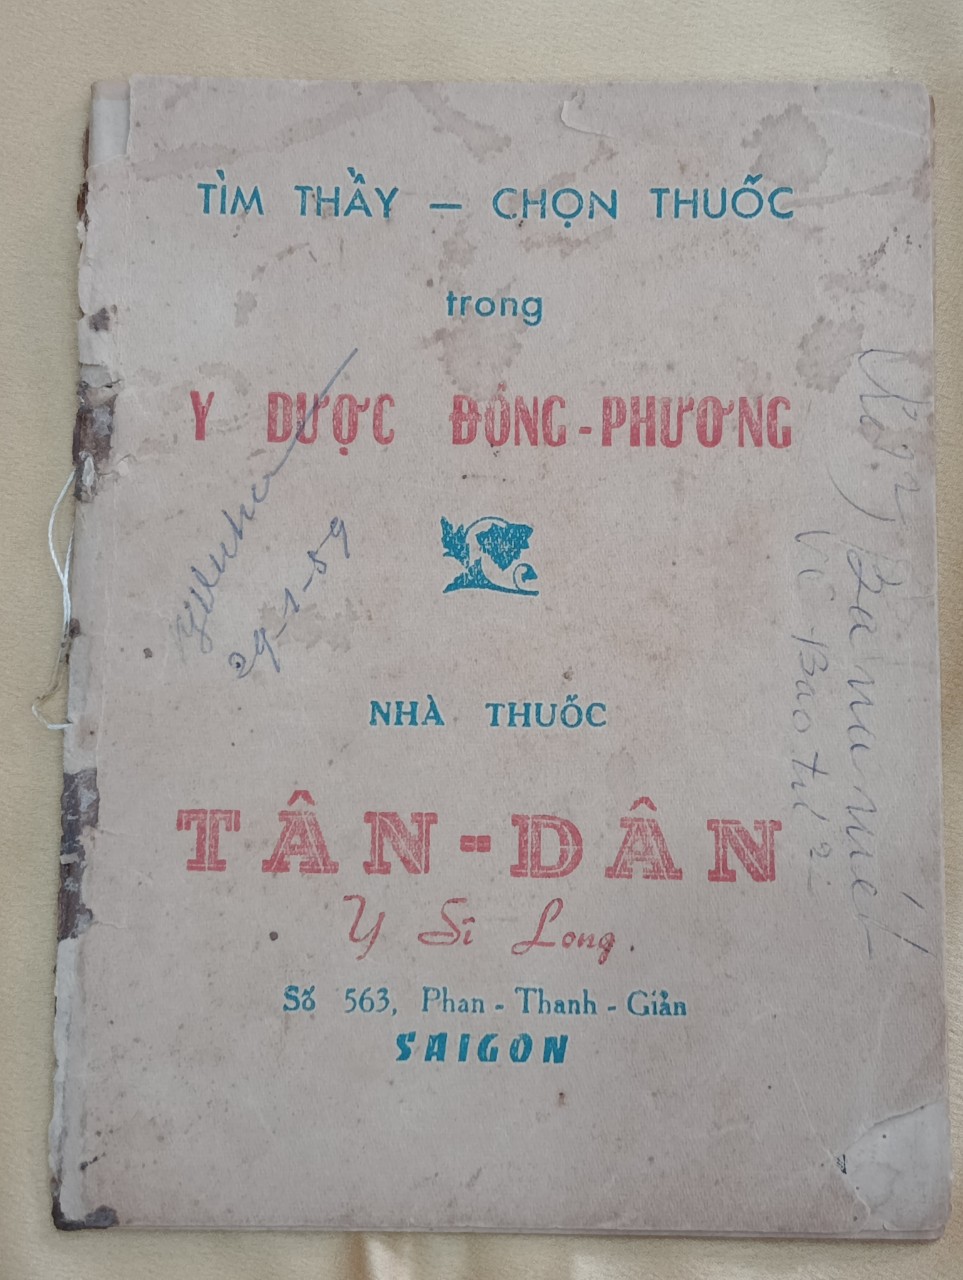 TÌM THẦY — CHỌN THUỐC
trong
Y DƯỢC ĐÔNG-PHƯƠNG
29-1-59
NHÀ THUỐC
TÂN-DÂN
Y Sĩ Long.
Số 563, Phan-Thanh-Giản
SAIGON